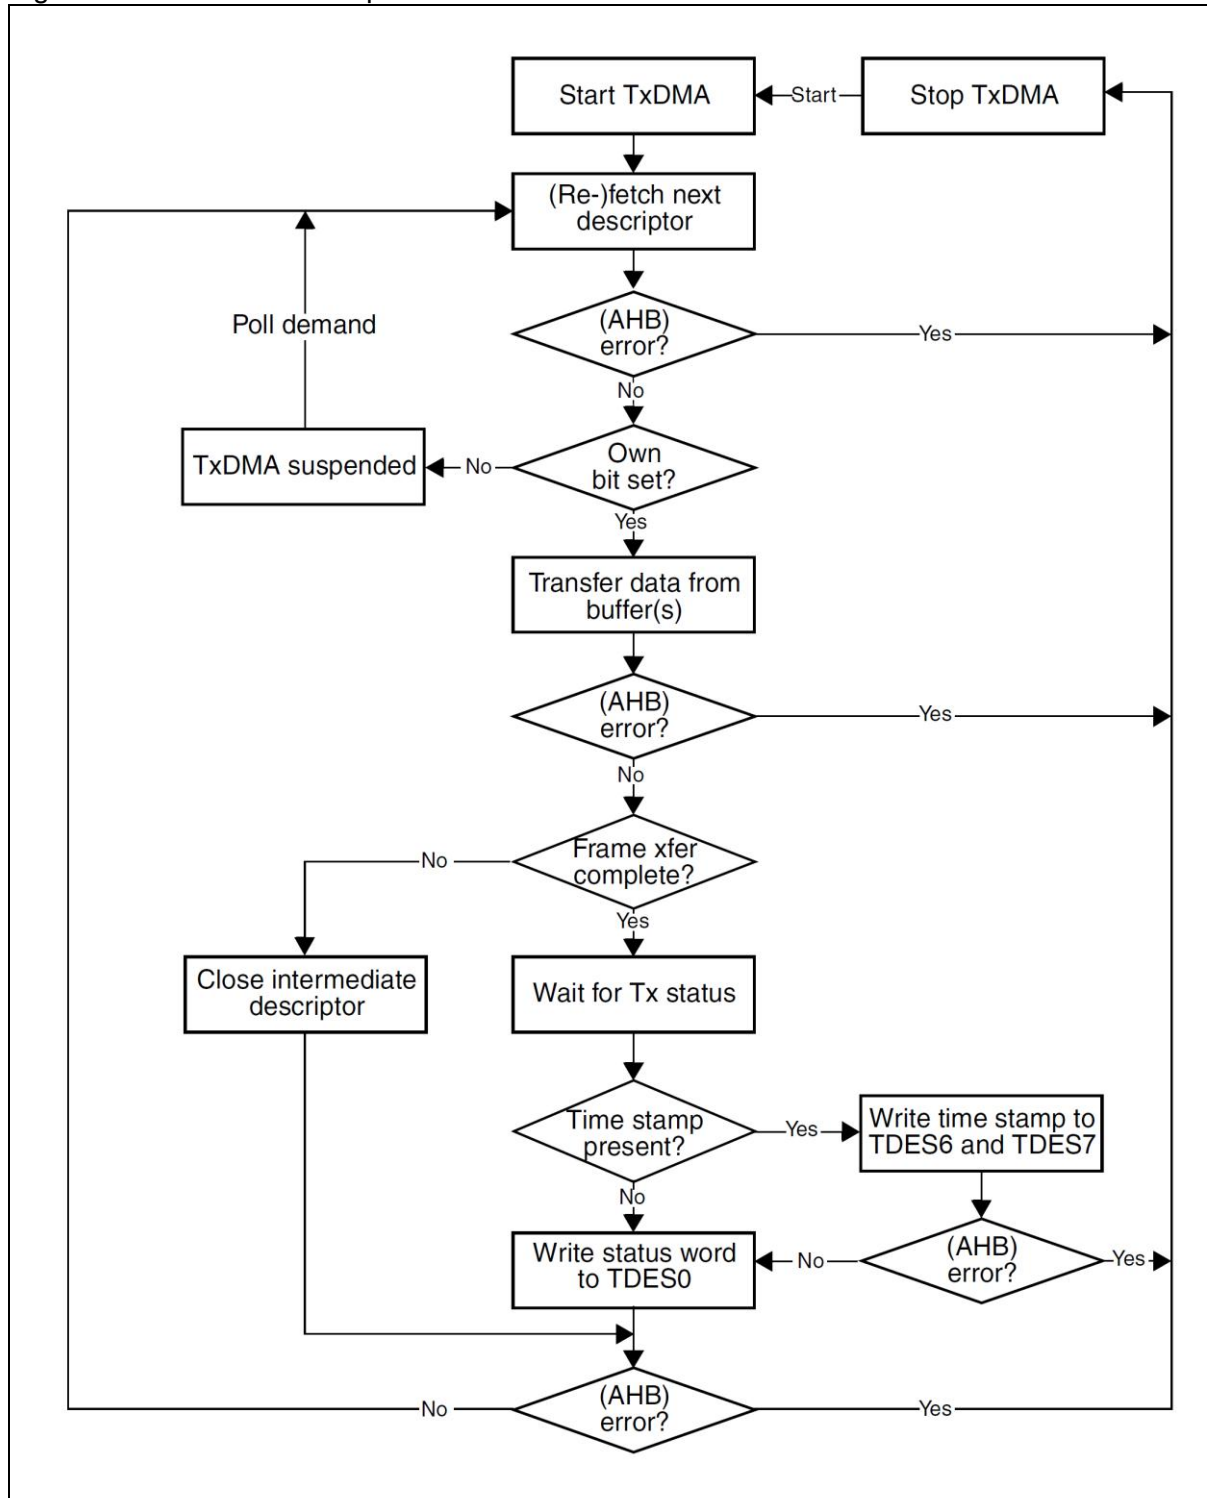 Start TxDMA
Start
Stop TxDMA
(Re-)fetch next
descriptor
Poll demand
(AHB)
error?
Yes
No
TxDMA suspended
No
Own
bit set?
Yes
Transfer data from
buffer(s)
(AHB)
error?
Yes
No
No
Frame xfer
complete?
Yes
Close intermediate
descriptor
Wait for Tx status
Time stamp
present?
Yes
Write time stamp to
TDES6 and TDES7
No
Write status word
to TDES0
No
(AHB)
error?
Yes
No
(AHB)
error?
Yes